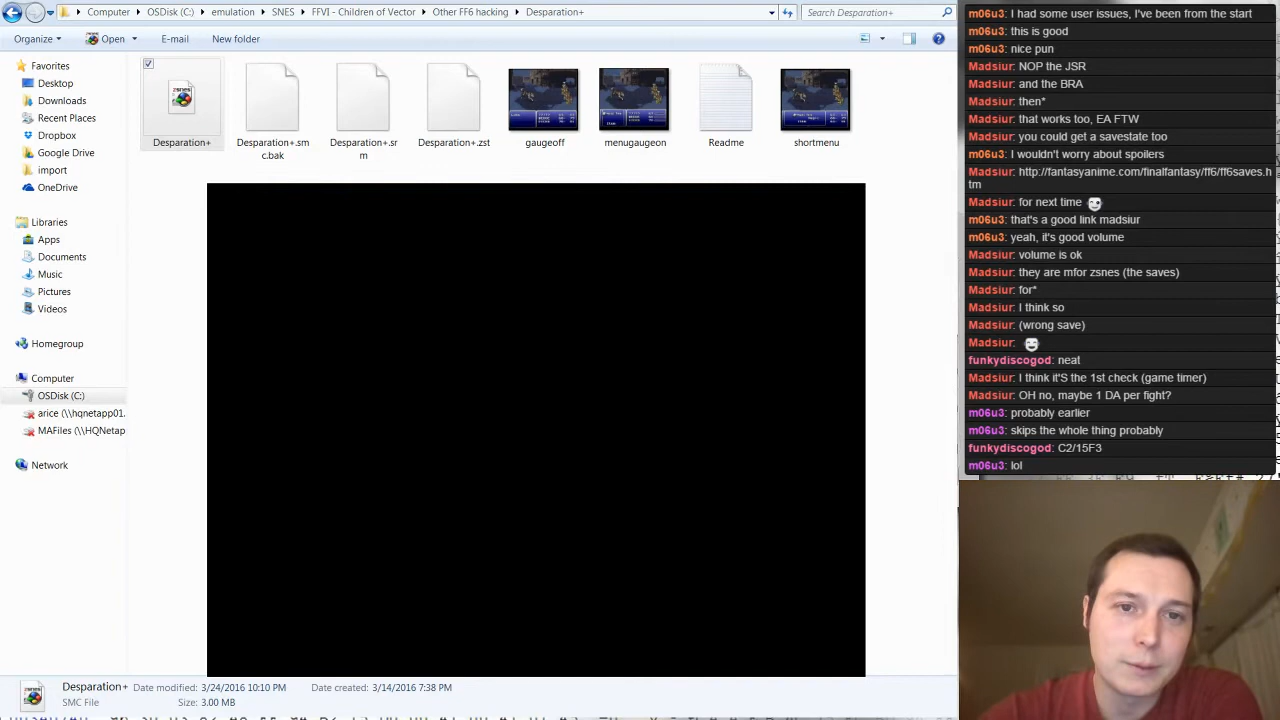 Computer ▸ OSDisk (C:) ▸ emulation ▸ SNES ▸ FFVI - Children of Vector ▸ Other FF6 hacking ▸ Desparation+
Search Desparation+
Organize
Open
E-mail
New folder
Favorites
Desktop
Downloads
Recent Places
Dropbox
Google Drive
import
OneDrive
Libraries
Apps
Documents
Music
Pictures
Videos
Homegroup
Computer
OSDisk (C:)
arice (\\hqnetapp01.
MAFiles (\\HQNetap
Network
Desparation+
Desparation+.sm
c.bak
Desparation+.sr
m
Desparation+.zst
gaugeoff
menugaugeon
Readme
shortmenu
Desparation+
SMC File
Date modified: 3/24/2016 10:10 PM
Size: 3.00 MB
Date created: 3/14/2016 7:38 PM
m06u3: I had some user issues, I've been from the start
m06u3: this is good
m06u3: nice pun
Madsiur: NOP the JSR
Madsiur: and the BRA
Madsiur: then*
Madsiur: that works too, EA FTW
Madsiur: you could get a savestate too
m06u3: I wouldn't worry about spoilers
Madsiur: http://fantasyanime.com/finalfantasy/ff6/ff6saves.h
tm
Madsiur: for next time
m06u3: that's a good link madsiur
m06u3: yeah, it's good volume
Madsiur: volume is ok
Madsiur: they are mfor zsnes (the saves)
Madsiur: for*
Madsiur: I think so
Madsiur: (wrong save)
Madsiur:
funkydiscogod: neat
Madsiur: I think it'S the 1st check (game timer)
Madsiur: OH no, maybe 1 DA per fight?
m06u3: probably earlier
m06u3: skips the whole thing probably
funkydiscogod: C2/15F3
m06u3: lol